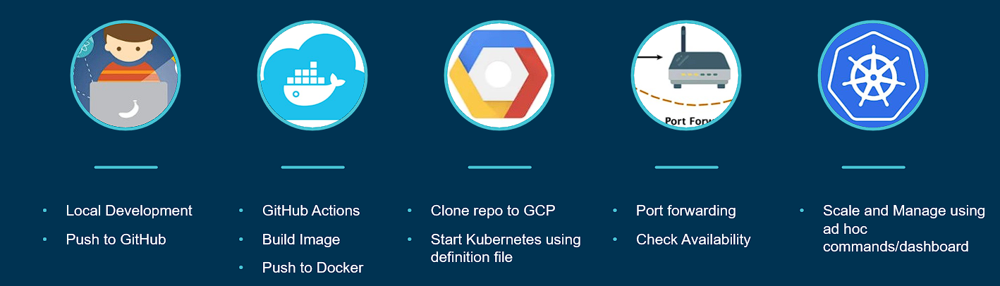 Port Forw
Local Development
Push to GitHub
GitHub Actions
Build Image
Push to Docker
Clone repo to GCP
Start Kubernetes using
definition file
Port forwarding
Check Availability
Scale and Manage using
ad hoc
commands/dashboard